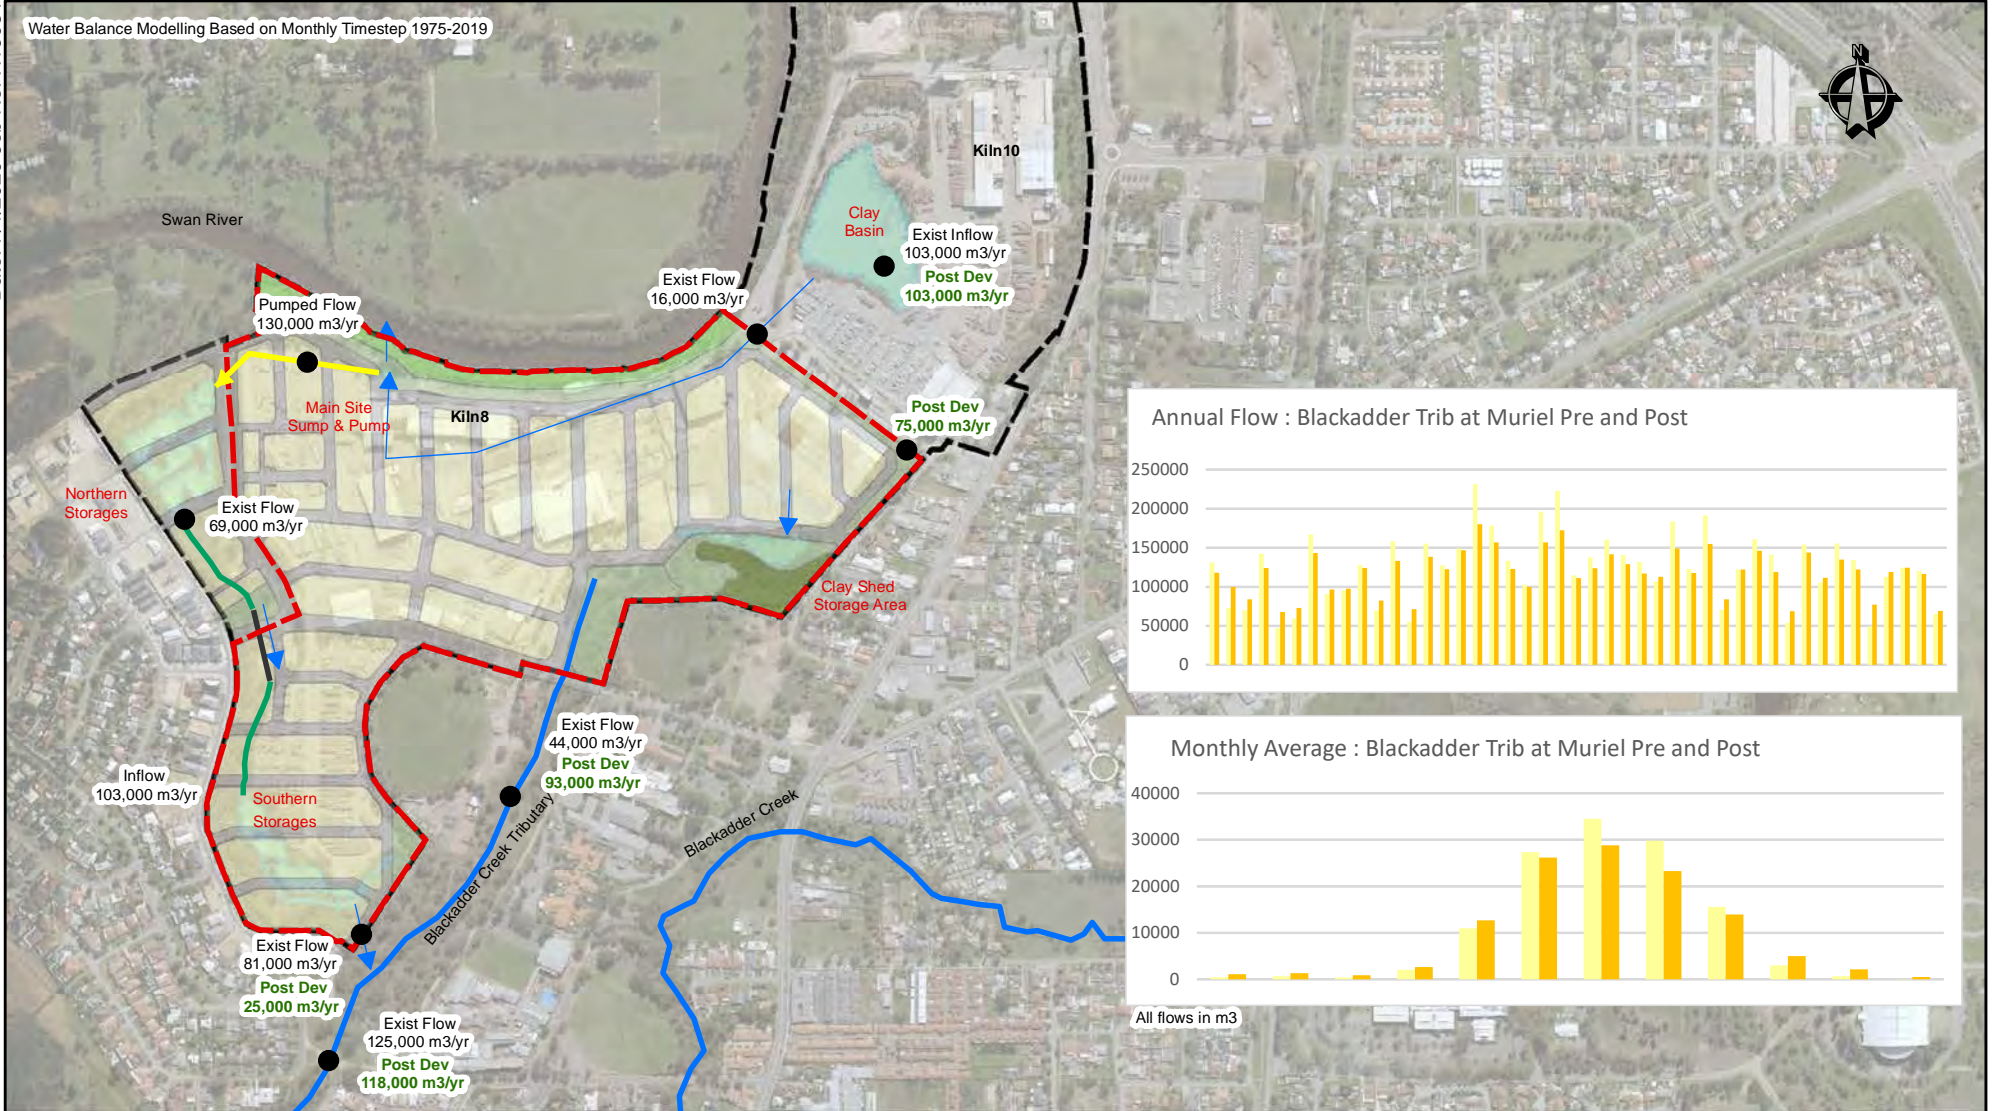 Water Balance Modelling Based on Monthly Timestep 1975-2019
N
Kiln10
Swan River
Clay
Basin
Exist Inflow
103,000 m3/yr
Post Dev
103,000 m3/yr
Exist Flow
16,000 m3/yr
Pumped Flow
130,000 m3/yr
Main Site
Sump & Pump
Kiln8
Post Dev
75,000 m3/yr
Northern
Storages
Exist Flow
69,000 m3/yr
Clay Shed
Storage Area
Exist Flow
44,000 m3/yr
Post Dev
93,000 m3/yr
Inflow
103,000 m3/yr
Southern
Storages
Blackadder Creek Tributary
Blackadder Creek
Exist Flow
81,000 m3/yr
Post Dev
25,000 m3/yr
Exist Flow
125,000 m3/yr
Post Dev
118,000 m3/yr
Annual Flow : Blackadder Trib at Muriel Pre and Post
250000
200000
150000
100000
50000
0
Monthly Average : Blackadder Trib at Muriel Pre and Post
40000
30000
20000
10000
0
All flows in m3